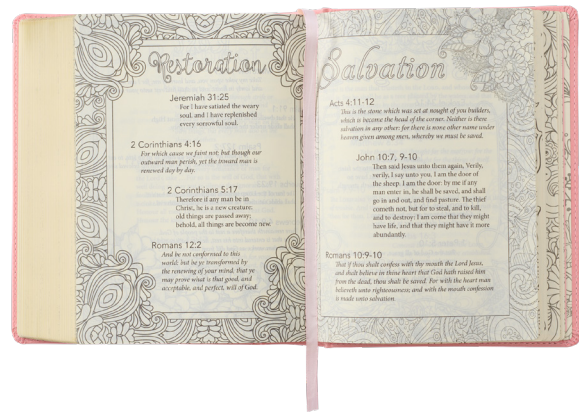 Restoration
Jeremiah 31:25
For I have satiated the weary
soul, and I have replenished
every sorrowful soul.
2 Corinthians 4:16
For which cause we faint not; but though our
outward man perish, yet the inward man is
renewed day by day.
2 Corinthians 5:17
Therefore if any man be in
Christ, he is a new creature:
old things are passed away;
behold, all things are become new.
Romans 12:2
And be not conformed to this
world: but be ye transformed by
the renewing of your mind, that ye
may prove what is that good, and
acceptable, and perfect, will of God.
Salvation
Acts 4:11-12
This is the stone which was set at nought of you builders,
which is become the head of the corner. Neither is there
salvation in any other: for there is none other name under
heaven given among men, whereby we must be saved.
John 10:7, 9-10
Then said Jesus unto them again, Verily,
verily, I say unto you, I am the door of
the sheep. I am the door: by me if any
man enter in, he shall be saved, and shall
go in and out, and find pasture. The thief
cometh not, but for to steal, and to kill,
and to destroy: I am come that they might
have life, and that they might have it more
abundantly.
Romans 10:9-10
That if thou shalt confess with thy mouth the Lord Jesus,
and shalt believe in thine heart that God hath raised him
from the dead, thou shalt be saved. For with the heart man
believeth unto righteousness; and with the mouth confession
is made unto salvation.